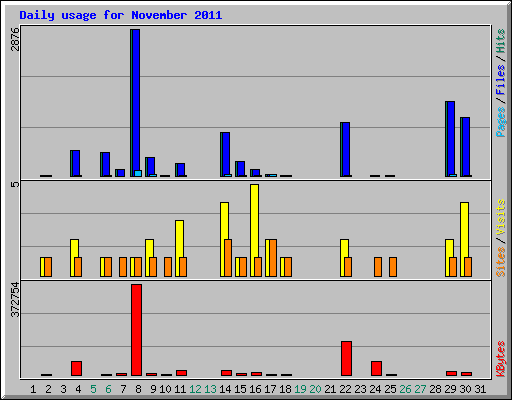 Daily usage for November 2011
2876
Pages / Files / Hits
5
Sites / Visits
372754
KBytes
1 2 3 4 5 6 7 8 9 10 11 12 13 14 15 16 17 18 19 20 21 22 23 24 25 26 27 28 29 30 31